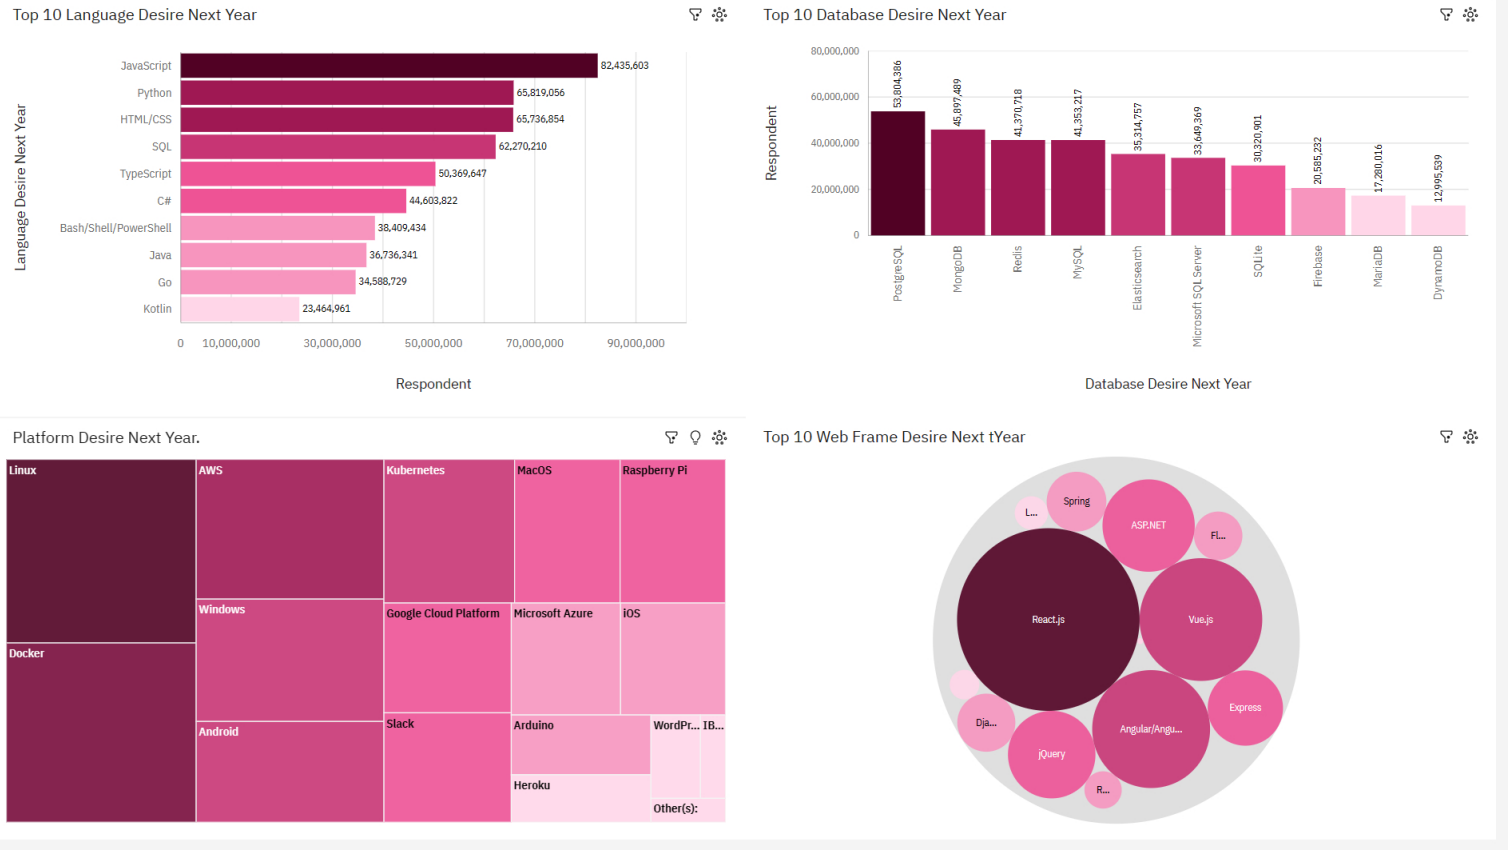 Top 10 Language Desire Next Year
Language Desire Next Year
JavaScript 82,435,603
Python 65,819,056
HTML/CSS 65,736,854
SQL 62,270,210
TypeScript 50,369,647
C# 44,603,822
Bash/Shell/PowerShell 38,409,434
Java 36,736,341
Go 34,588,729
Kotlin 23,464,961
0 10,000,000 30,000,000 50,000,000 70,000,000 90,000,000
Respondent
Top 10 Database Desire Next Year
Respondent
80,000,000
60,000,000
40,000,000
20,000,000
0
53,804,386 45,897,489 41,370,718 41,353,217 35,314,757 33,649,369 30,320,901 20,585,232 17,280,016 12,995,539
PostgreSQL MongoDB Redis MySQL Elasticsearch Microsoft SQL Server SQLite Firebase MariaDB DynamoDB
Database Desire Next Year
Platform Desire Next Year.
Linux AWS Kubernetes MacOS Raspberry Pi
Windows Google Cloud Platform Microsoft Azure iOS
Docker
Android Slack Arduino WordPr... IB...
Heroku
Other(s):
Top 10 Web Frame Desire Next tYear
Spring
L...
ASP.NET
Fl...
React.js
Vue.js
Express
Dja...
Angular/Angu...
jQuery
R...